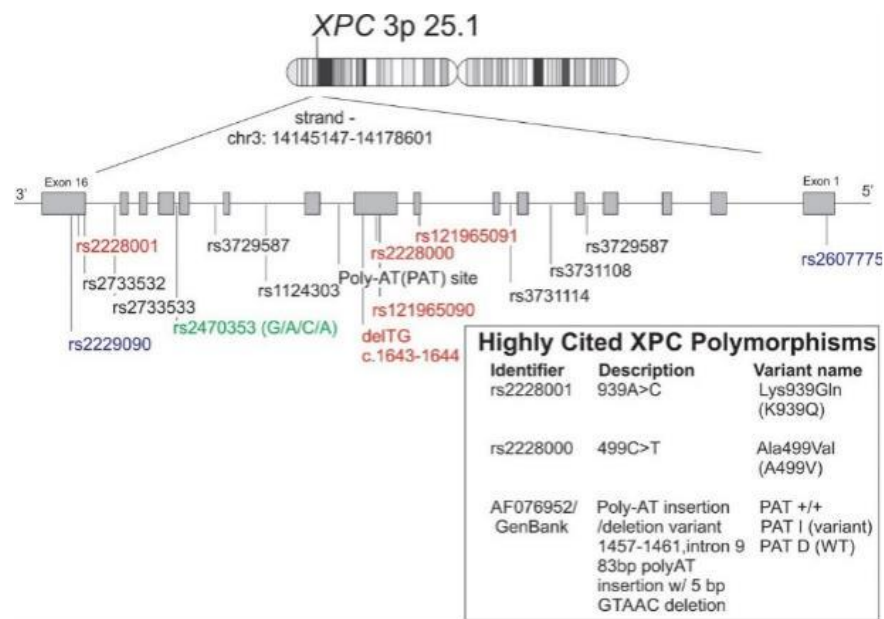 XPC 3p 25.1
strand -
chr3: 14145147-14178601
3'
Exon 16
Exon 1
5'
rs2228001
rs2733532
rs2733533
rs2229090
rs3729587
rs1124303
rs2470353 (G/A/C/A)
rs121965091
rs2228000
Poly-AT(PAT) site
rs121965090
delTG
c.1643-1644
rs3729587
rs3731108
rs3731114
rs2607775
Highly Cited XPC Polymorphisms
Identifier Description Variant name
rs2228001 939A>C Lys939Gln
(K939Q)
rs2228000 499C>T Ala499Val
(A499V)
AF076952/ Poly-AT insertion PAT +/+
GenBank /deletion variant PAT I (variant)
1457-1461,intron 9 PAT D (WT)
83bp polyAT
insertion w/ 5 bp
GTAAC deletion